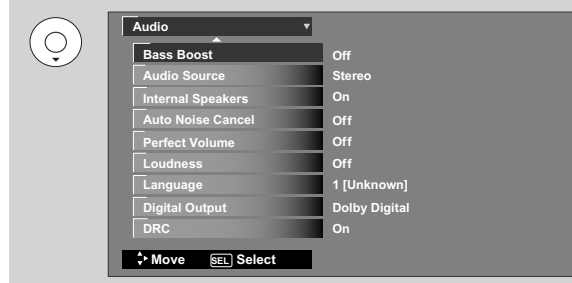 Audio
Bass Boost Off
Audio Source Stereo
Internal Speakers On
Auto Noise Cancel Off
Perfect Volume Off
Loudness Off
Language 1 [Unknown]
Digital Output Dolby Digital
DRC On
Move SEL Select